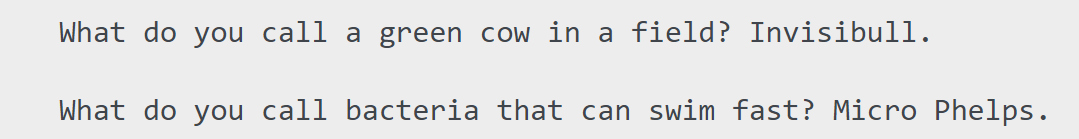 What do you call a green cow in a field? Invisibull.
What do you call bacteria that can swim fast? Micro Phelps.